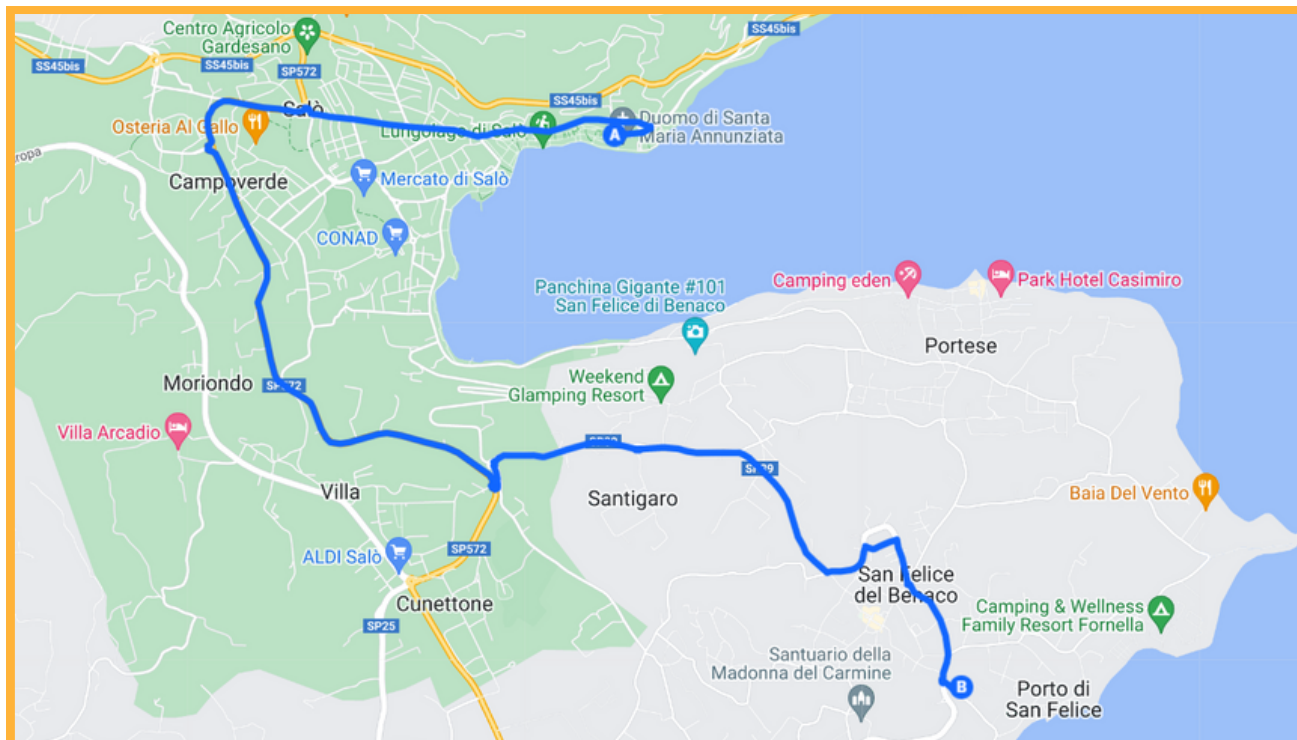 Centro Agricolo
Gardesano
SS45bis
SS45bis
SS45bis
SP572
Salò
Osteria Al Gallo
SS45bis
Lungolago di Salò
Duomo di Santa
Maria Annunziata
A
ropa
Campoverde
Mercato di Salò
CONAD
Camping eden
Park Hotel Casimiro
Panchina Gigante #101
San Felice di Benaco
Portese
Moriondo
Weekend
Glamping Resort
Villa Arcadio
Villa
Santigaro
Baia Del Vento
ALDI Salò
SP572
Cunettone
San Felice
del Benaco
Camping & Wellness
Family Resort Fornella
SP25
Santuario della
Madonna del Carmine
B
Porto di
San Felice